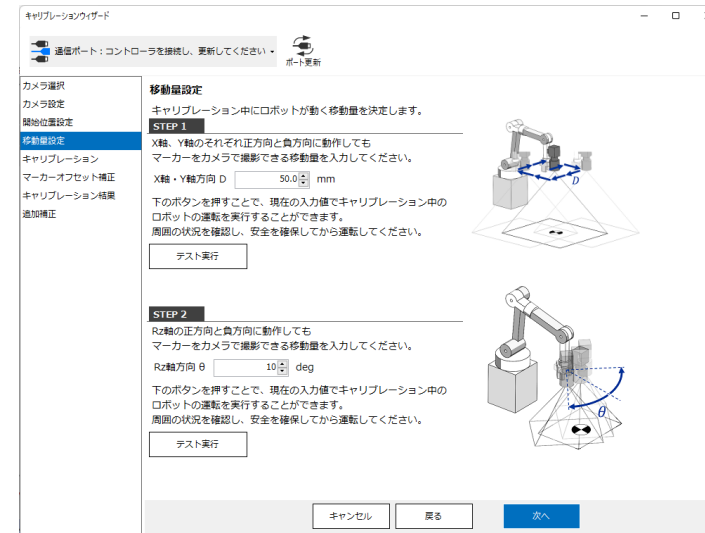 キャリブレーションウィザード
通信ポート：コントローラを接続し、更新してください
ポート更新
カメラ選択
カメラ設定
開始位置設定
移動量設定
キャリブレーション
マーカーオフセット補正
キャリブレーション結果
追加補正
移動量設定
キャリブレーション中にロボットが動く移動量を決定します。
STEP 1
X軸、Y軸のそれぞれ正方向と負方向に動作しても
マーカーをカメラで撮影できる移動量を入力してください。
X軸・Y軸方向 D 50.0 mm
下のボタンを押すことで、現在の入力値でキャリブレーション中の
ロボットの運転を実行することができます。
周囲の状況を確認し、安全を確保してから運転してください。
テスト実行
D
STEP 2
Rz軸の正方向と負方向に動作しても
マーカーをカメラで撮影できる移動量を入力してください。
Rz軸方向 θ 10 deg
下のボタンを押すことで、現在の入力値でキャリブレーション中の
ロボットの運転を実行することができます。
周囲の状況を確認し、安全を確保してから運転してください。
テスト実行
θ
キャンセル
戻る
次へ